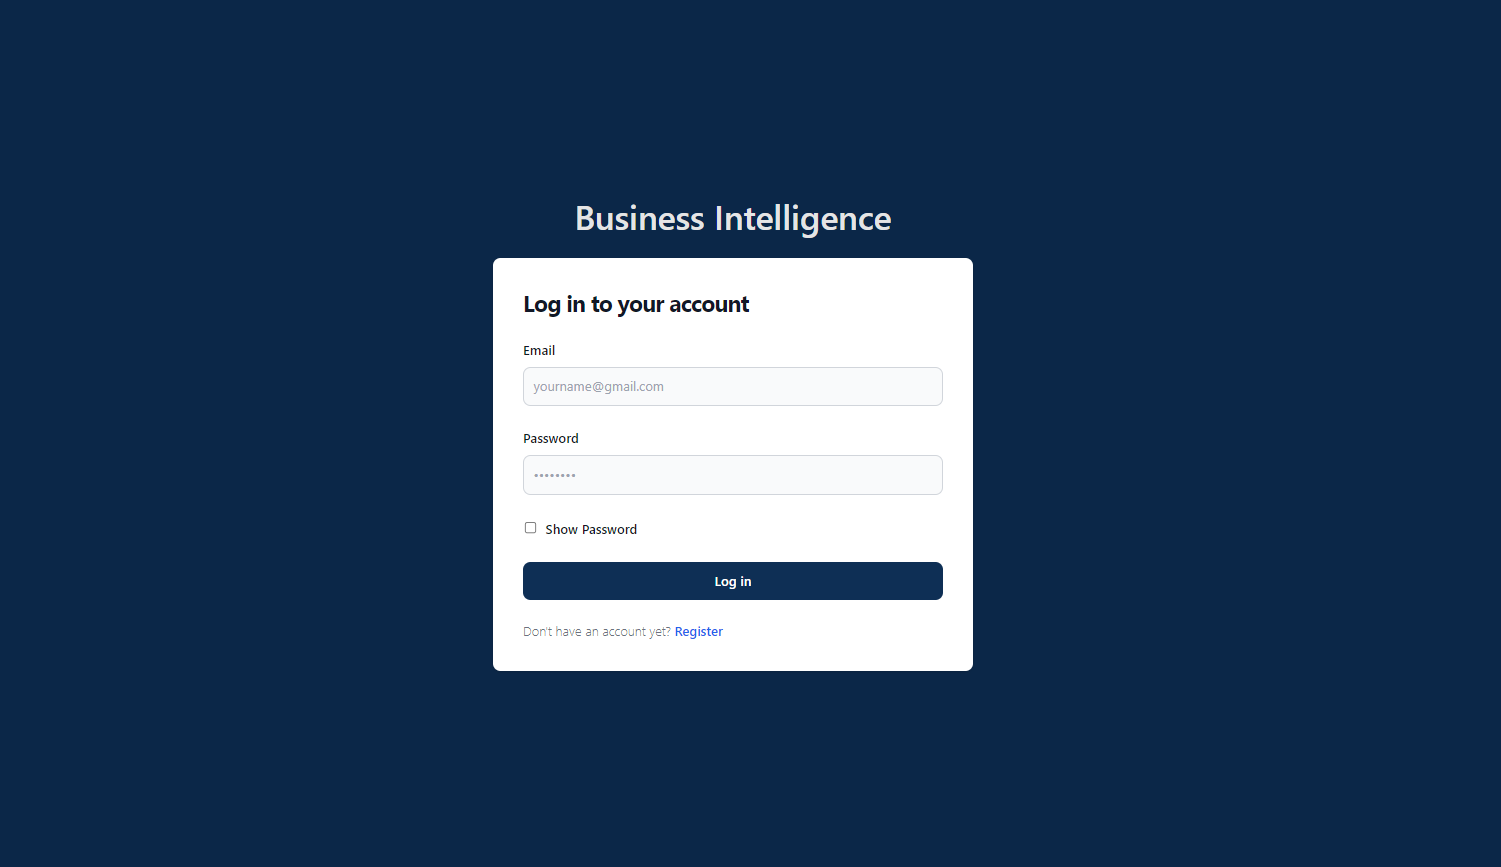 Business Intelligence
Log in to your account
Email
yourname@gmail.com
Password
••••••••
Show Password
Log in
Don't have an account yet? Register